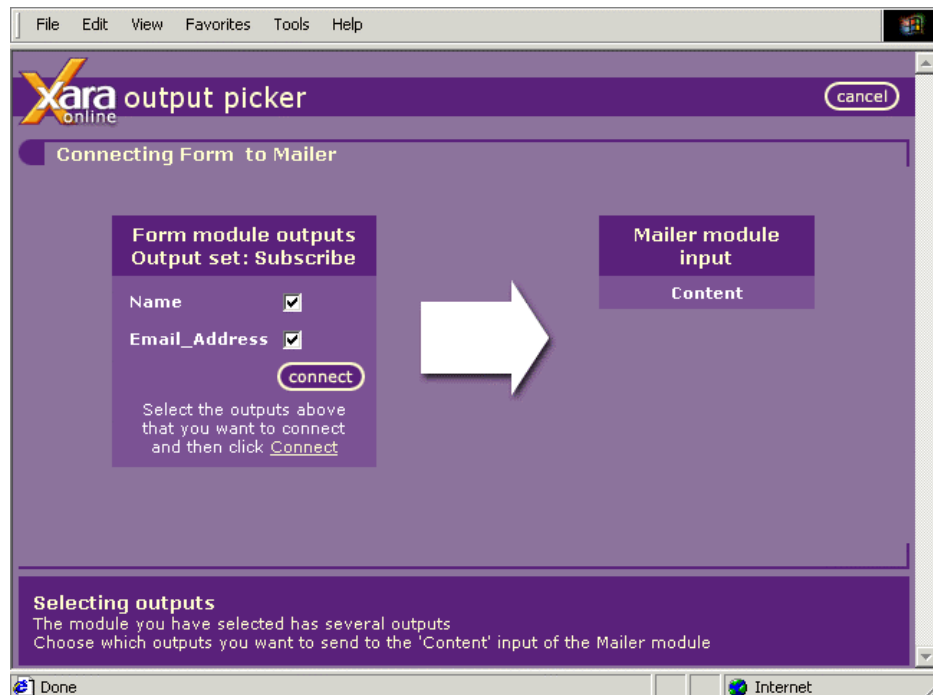 File Edit View Favorites Tools Help
Xara online output picker
cancel
Connecting Form to Mailer
Form module outputs
Output set: Subscribe
Name
Email_Address
connect
Select the outputs above
that you want to connect
and then click Connect
Mailer module
input
Content
Selecting outputs
The module you have selected has several outputs
Choose which outputs you want to send to the 'Content' input of the Mailer module
Done
Internet